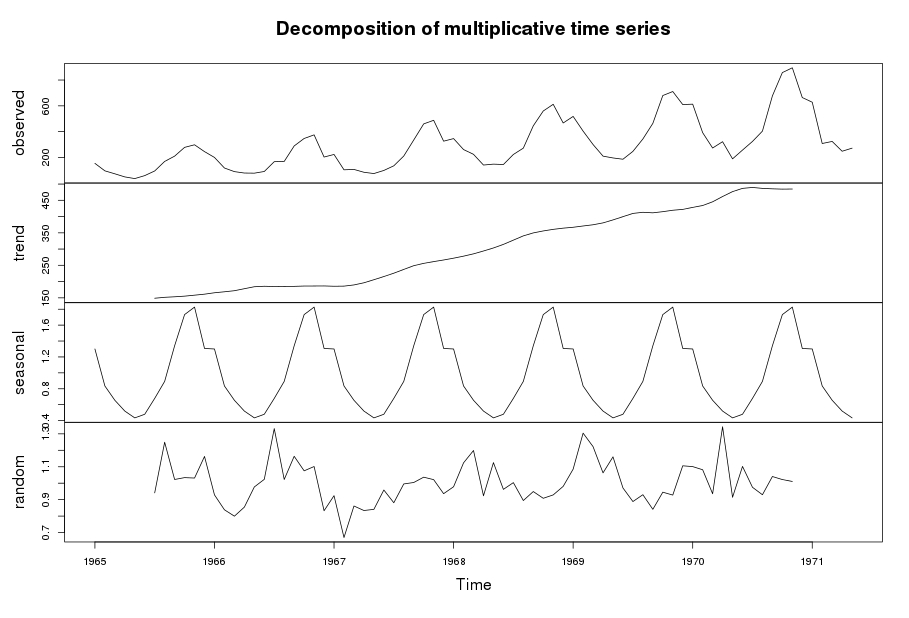 Decomposition of multiplicative time series
observed
200 600
trend
150 250 350 450
seasonal
0.4 0.8 1.2 1.6
random
0.7 0.9 1.1 1.30
1965 1966 1967 1968 1969 1970 1971
Time